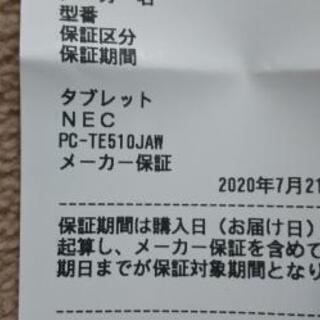 型番
保証区分
保証期間
タブレット
NEC
PC-TE510JAW
メーカー保証
2020年7月21
保証期間は購入日(お届け日)
起算し、メーカー保証を含めて
期日までが保証対象期間となり